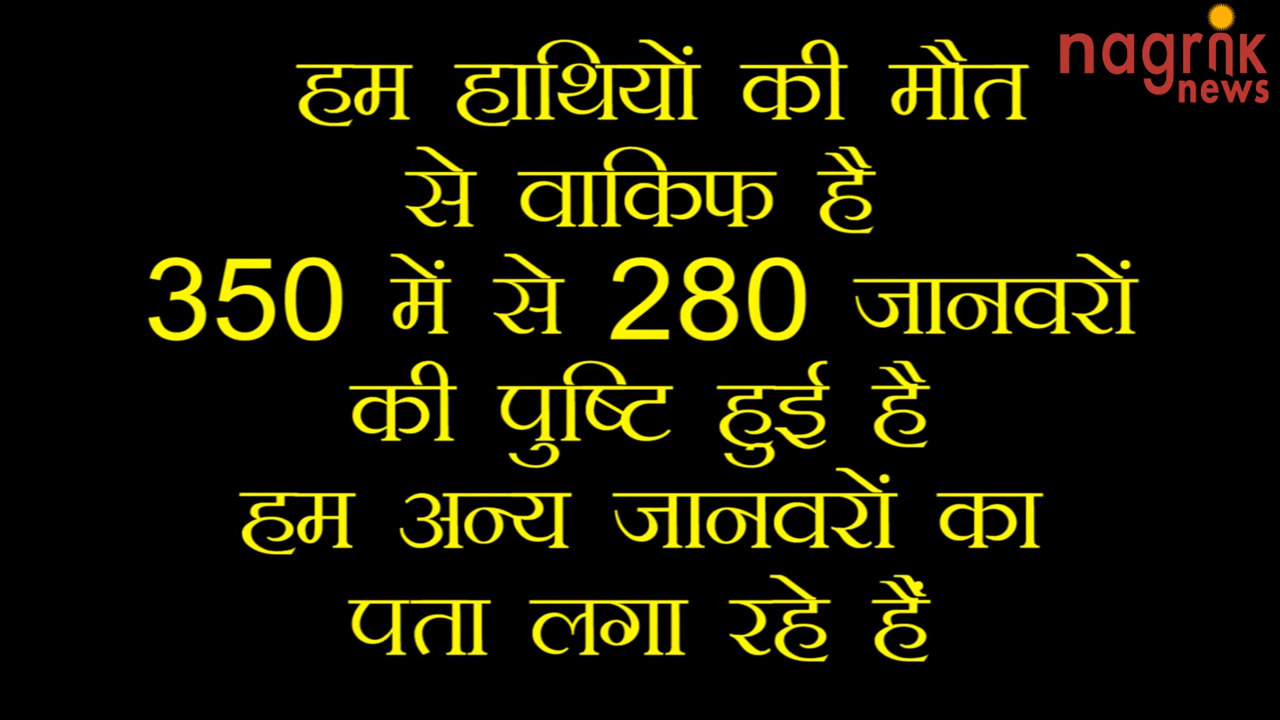 nagrik
news
हम हाथियों की मौत
से वाकिफ है
350 में से 280 जानवरों
की पुष्टि हुई है
हम अन्य जानवरों का
पता लगा रहे हैं